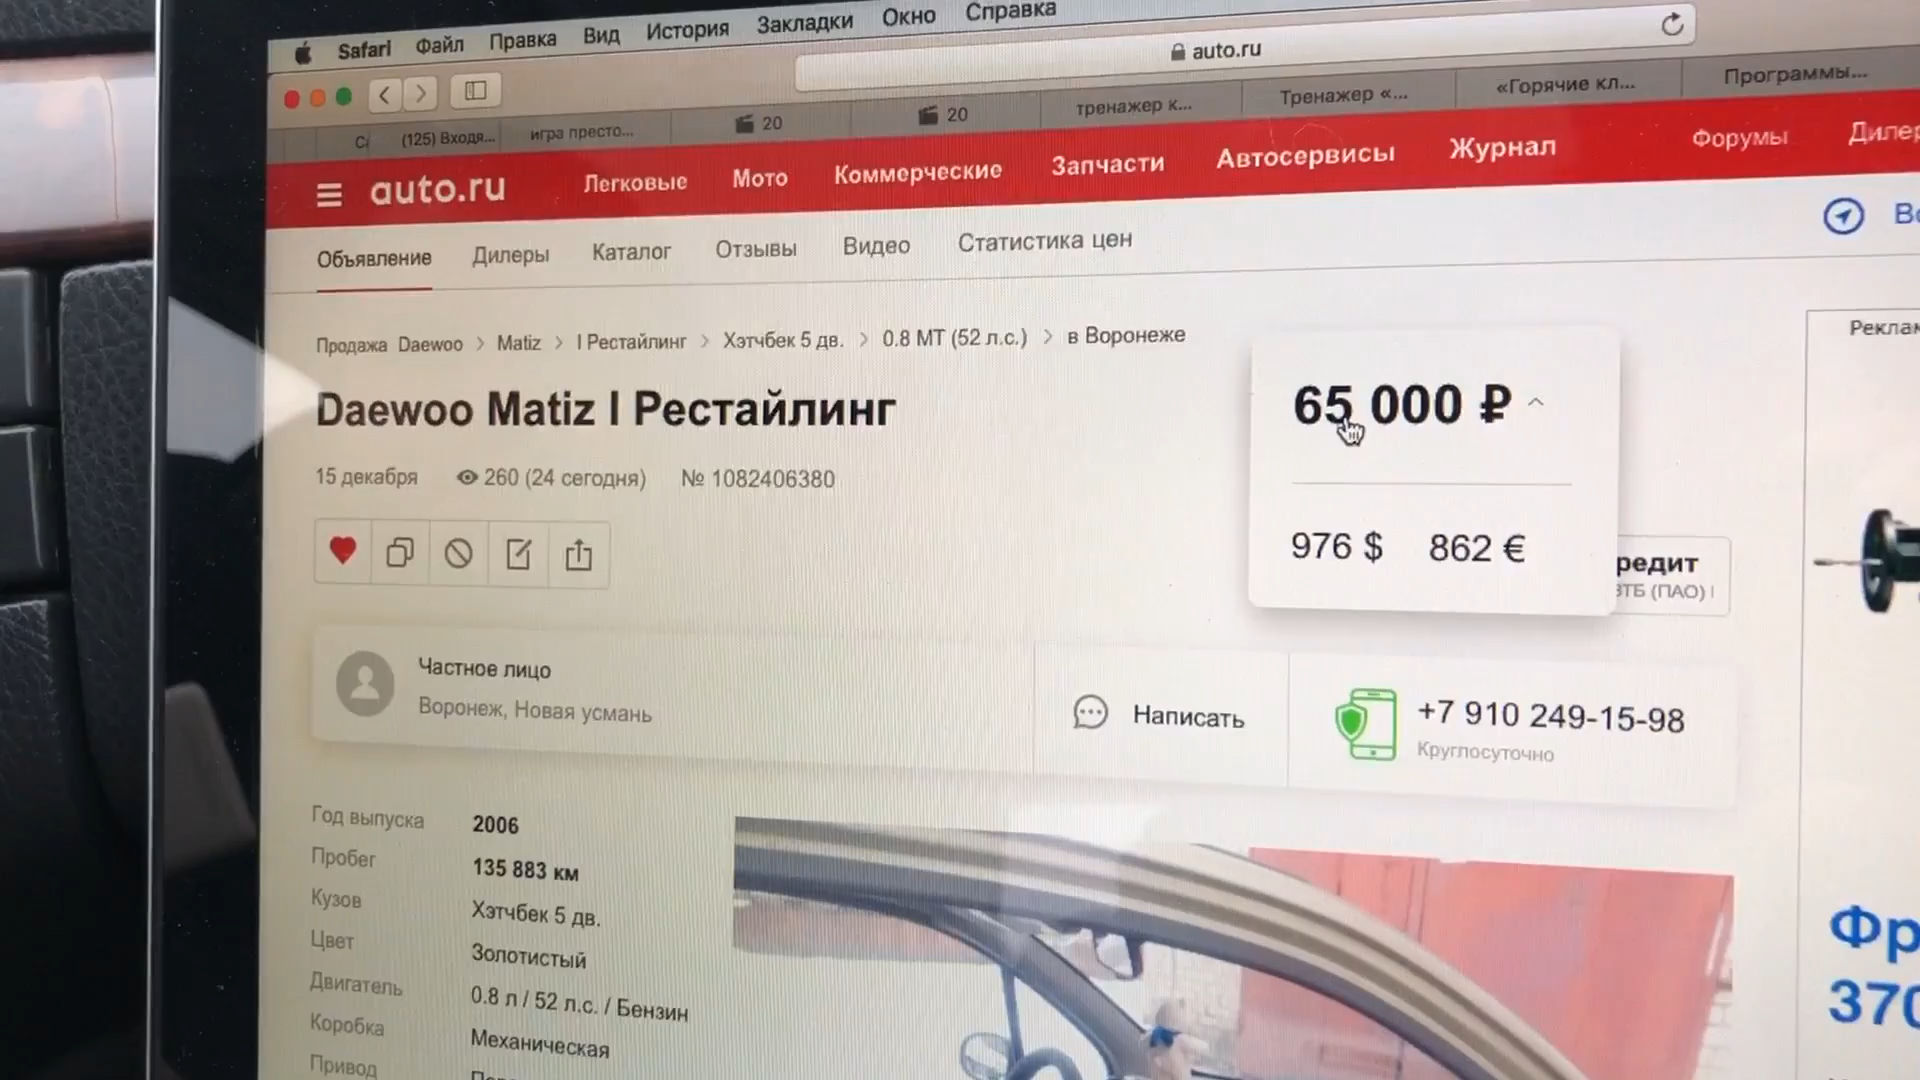 Safari Файл Правка Вид История Закладки Окно Справка
auto.ru
(125) Входя... игра престо... 20 20 тренажер к... Тренажер «... «Горячие кл... Программы...
auto.ru Легковые Мото Коммерческие Запчасти Автосервисы Журнал Форумы
Объявление Дилеры Каталог Отзывы Видео Статистика цен
Продажа Daewoo > Matiz > I Рестайлинг > Хэтчбек 5 дв. > 0.8 MT (52 л.с.) > в Воронеже
Daewoo Matiz I Рестайлинг
65 000 ₽
15 декабря 260 (24 сегодня) № 1082406380
976 $ 862 €
редит
ВТБ (ПАО)
Частное лицо
Воронеж, Новая усмань
Написать
+7 910 249-15-98
Круглосуточно
Год выпуска 2006
Пробег 135 883 км
Кузов Хэтчбек 5 дв.
Цвет Золотистый
Двигатель 0.8 л / 52 л.с. / Бензин
Коробка Механическая
Привод
Фр
370